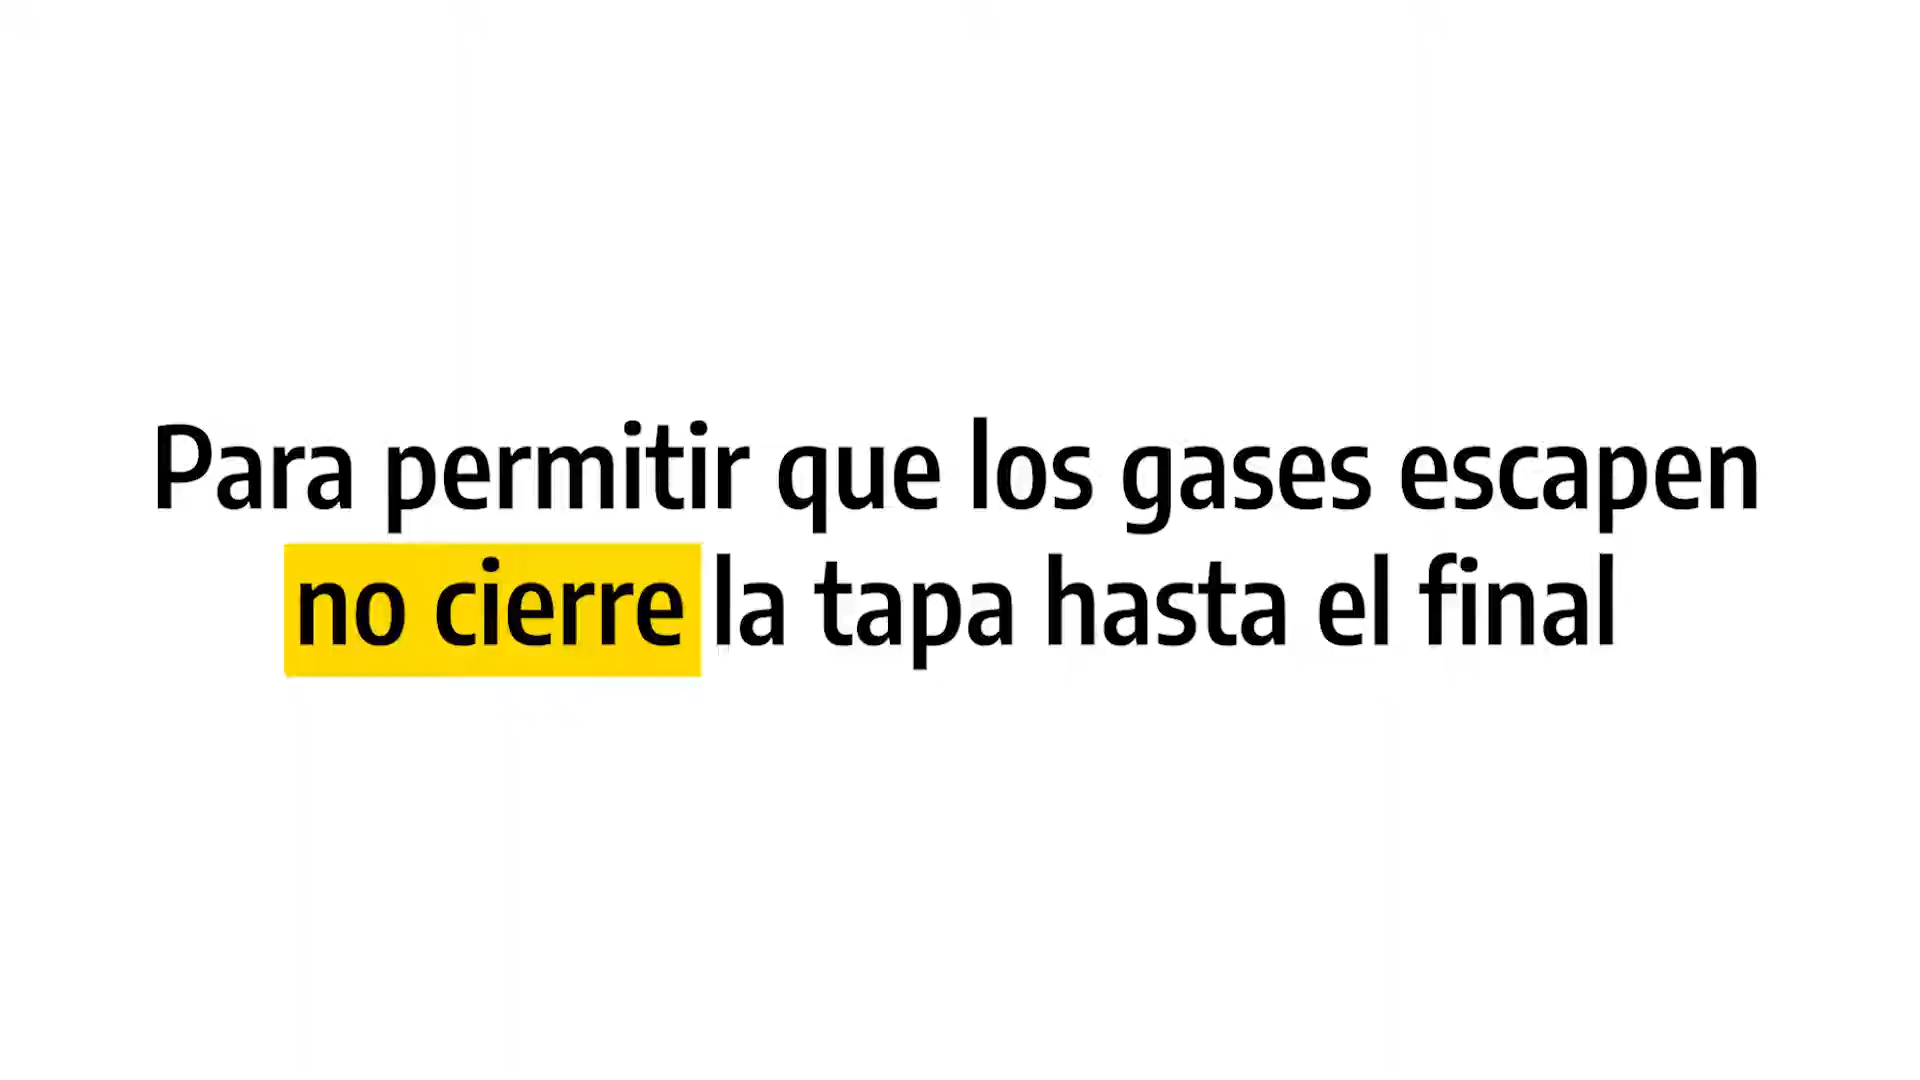 Para permitir que los gases escapen
no cierre la tapa hasta el final